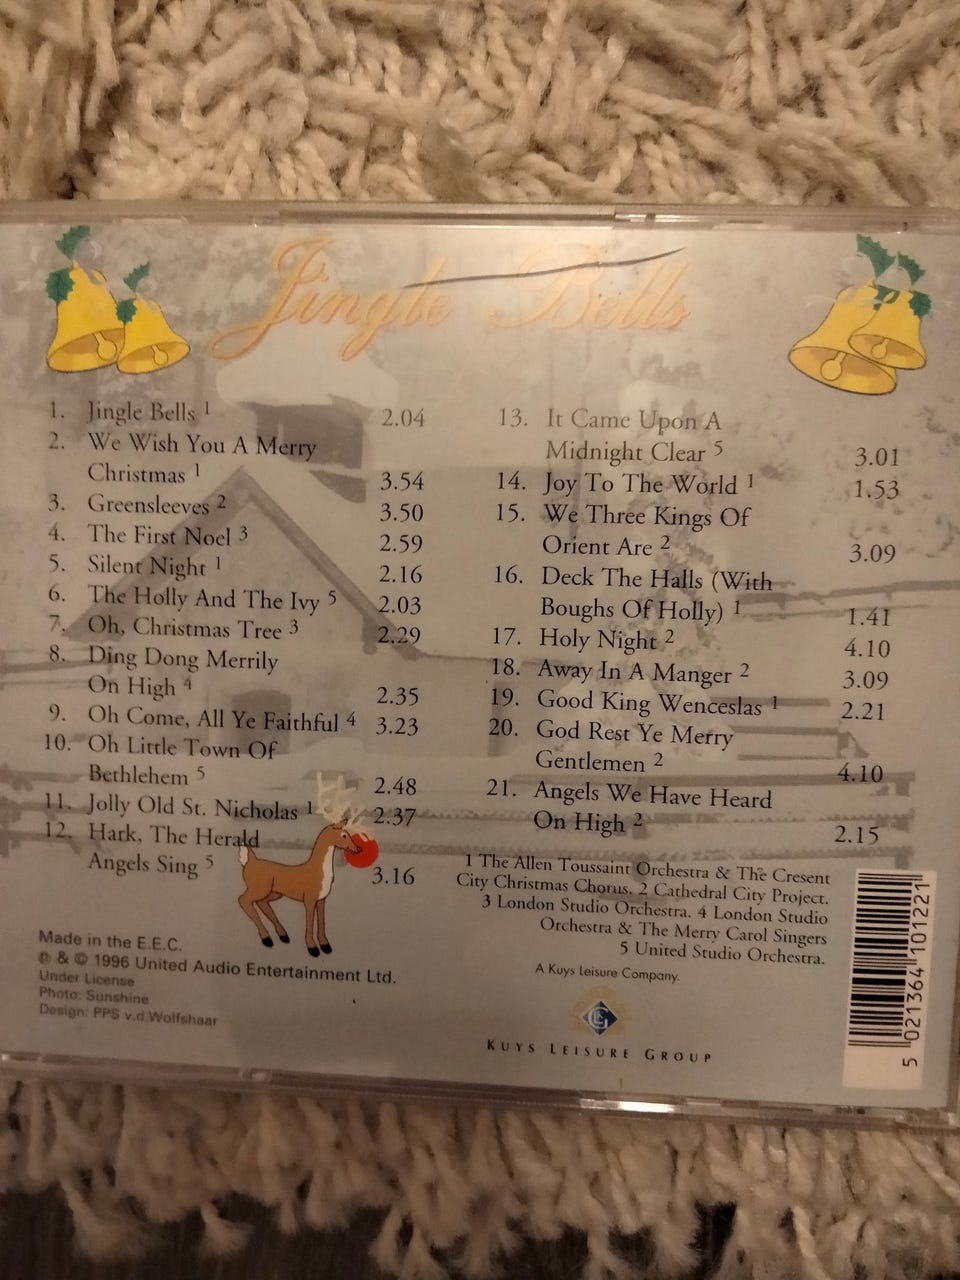 Jingle Bells
1. Jingle Bells 1 2.04
2. We Wish You A Merry
Christmas 1 3.54
3. Greensleeves 2 3.50
4. The First Noel 3 2.59
5. Silent Night 1 2.16
6. The Holly And The Ivy 5 2.03
7. Oh, Christmas Tree 3 2.29
8. Ding Dong Merrily
On High 4 2.35
9. Oh Come, All Ye Faithful 4 3.23
10. Oh Little Town Of
Bethlehem 5 2.48
11. Jolly Old St. Nicholas 1 2.37
12. Hark, The Herald
Angels Sing 5 3.16
13. It Came Upon A
Midnight Clear 5 3.01
14. Joy To The World 1 1.53
15. We Three Kings Of
Orient Are 2 3.09
16. Deck The Halls (With
Boughs Of Holly) 1 1.41
17. Holy Night 2 4.10
18. Away In A Manger 2 3.09
19. Good King Wenceslas 1 2.21
20. God Rest Ye Merry
Gentlemen 2 4.10
21. Angels We Have Heard
On High 2 2.15
1 The Allen Toussaint Orchestra & The Cresent
City Christmas Chorus. 2 Cathedral City Project.
3 London Studio Orchestra. 4 London Studio
Orchestra & The Merry Carol Singers
5 United Studio Orchestra.
A Kuys Leisure Company.
KUYS LEISURE GROUP
Made in the E.E.C.
℗ & © 1996 United Audio Entertainment Ltd.
Under License
Photo: Sunshine
Design: PPS v.d.Wolfshaar
5 021364 101221